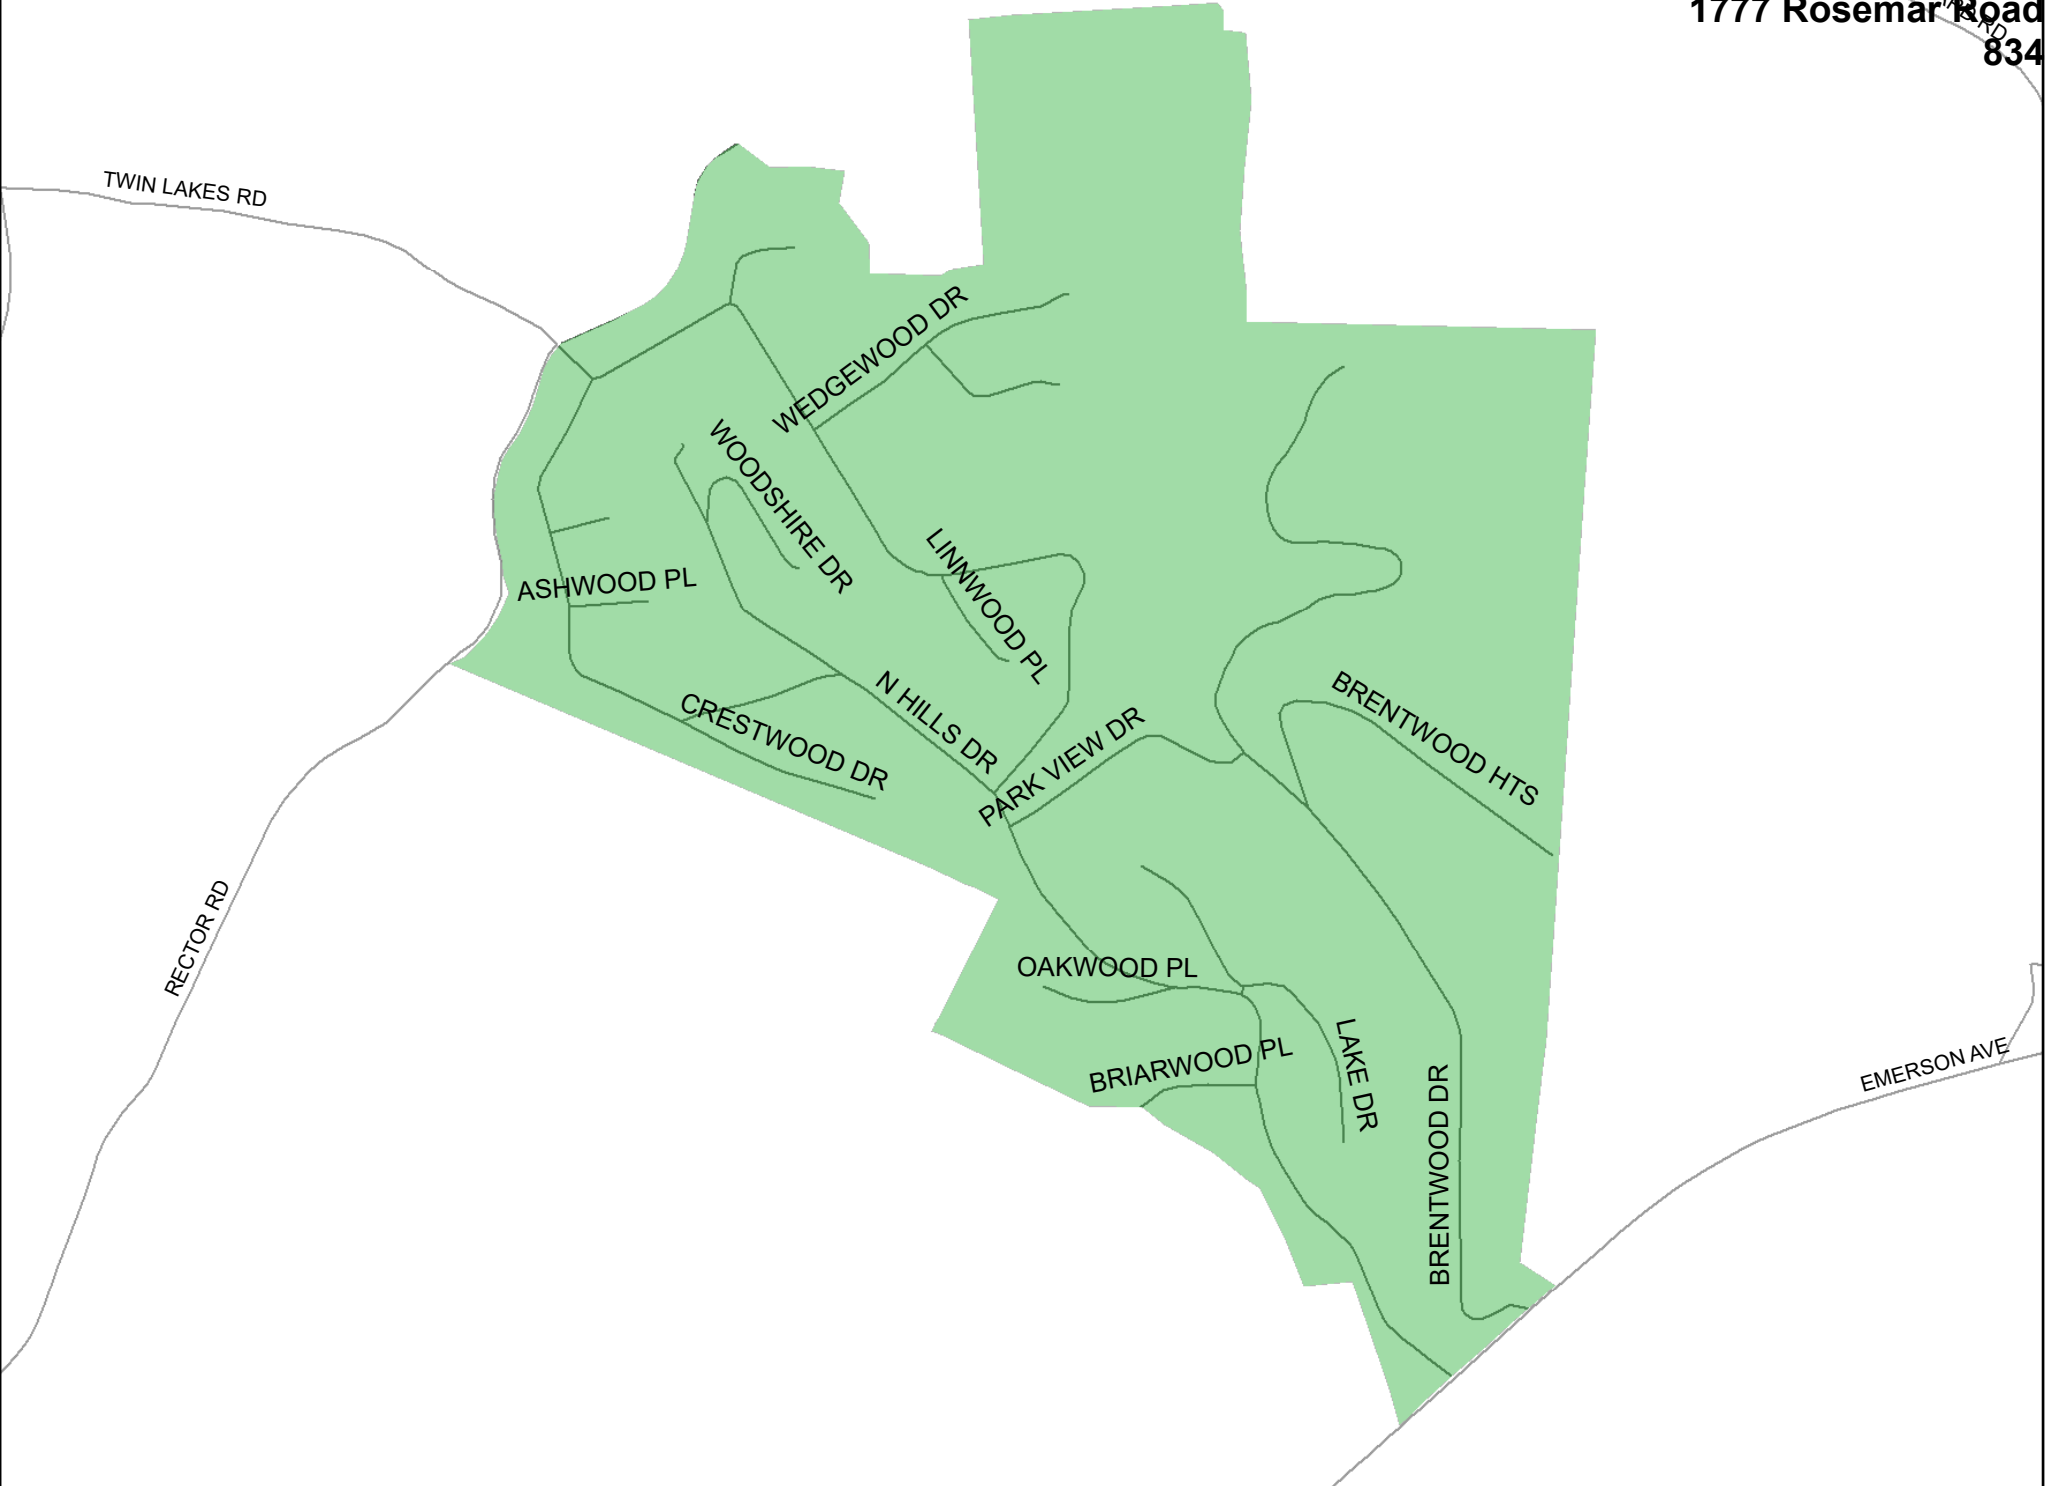 1777 Rosemar Road
834
TWIN LAKES RD
WEDGEWOOD DR
WOODSHIRE DR
LINNWOOD PL
ASHWOOD PL
N HILLS DR
CRESTWOOD DR
PARK VIEW DR
BRENTWOOD HTS
RECTOR RD
OAKWOOD PL
LAKE DR
BRIARWOOD PL
EMERSON AVE
BRENTWOOD DR
RD